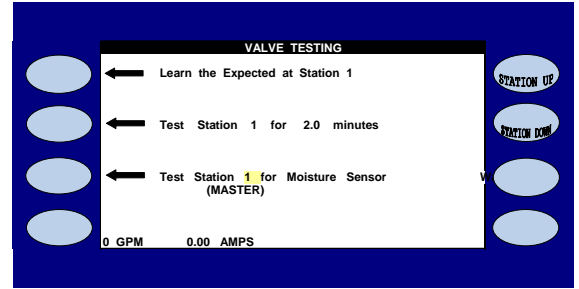 VALVE TESTING
Learn the Expected at Station 1
STATION UP
Test Station 1 for 2.0 minutes
STATION DOWN
Test Station 1 for Moisture Sensor
(MASTER)
0 GPM 0.00 AMPS